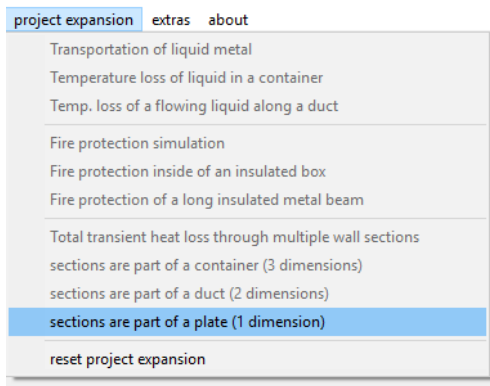 project expansion extras about
Transportation of liquid metal
Temperature loss of liquid in a container
Temp. loss of a flowing liquid along a duct
Fire protection simulation
Fire protection inside of an insulated box
Fire protection of a long insulated metal beam
Total transient heat loss through multiple wall sections
sections are part of a container (3 dimensions)
sections are part of a duct (2 dimensions)
sections are part of a plate (1 dimension)
reset project expansion